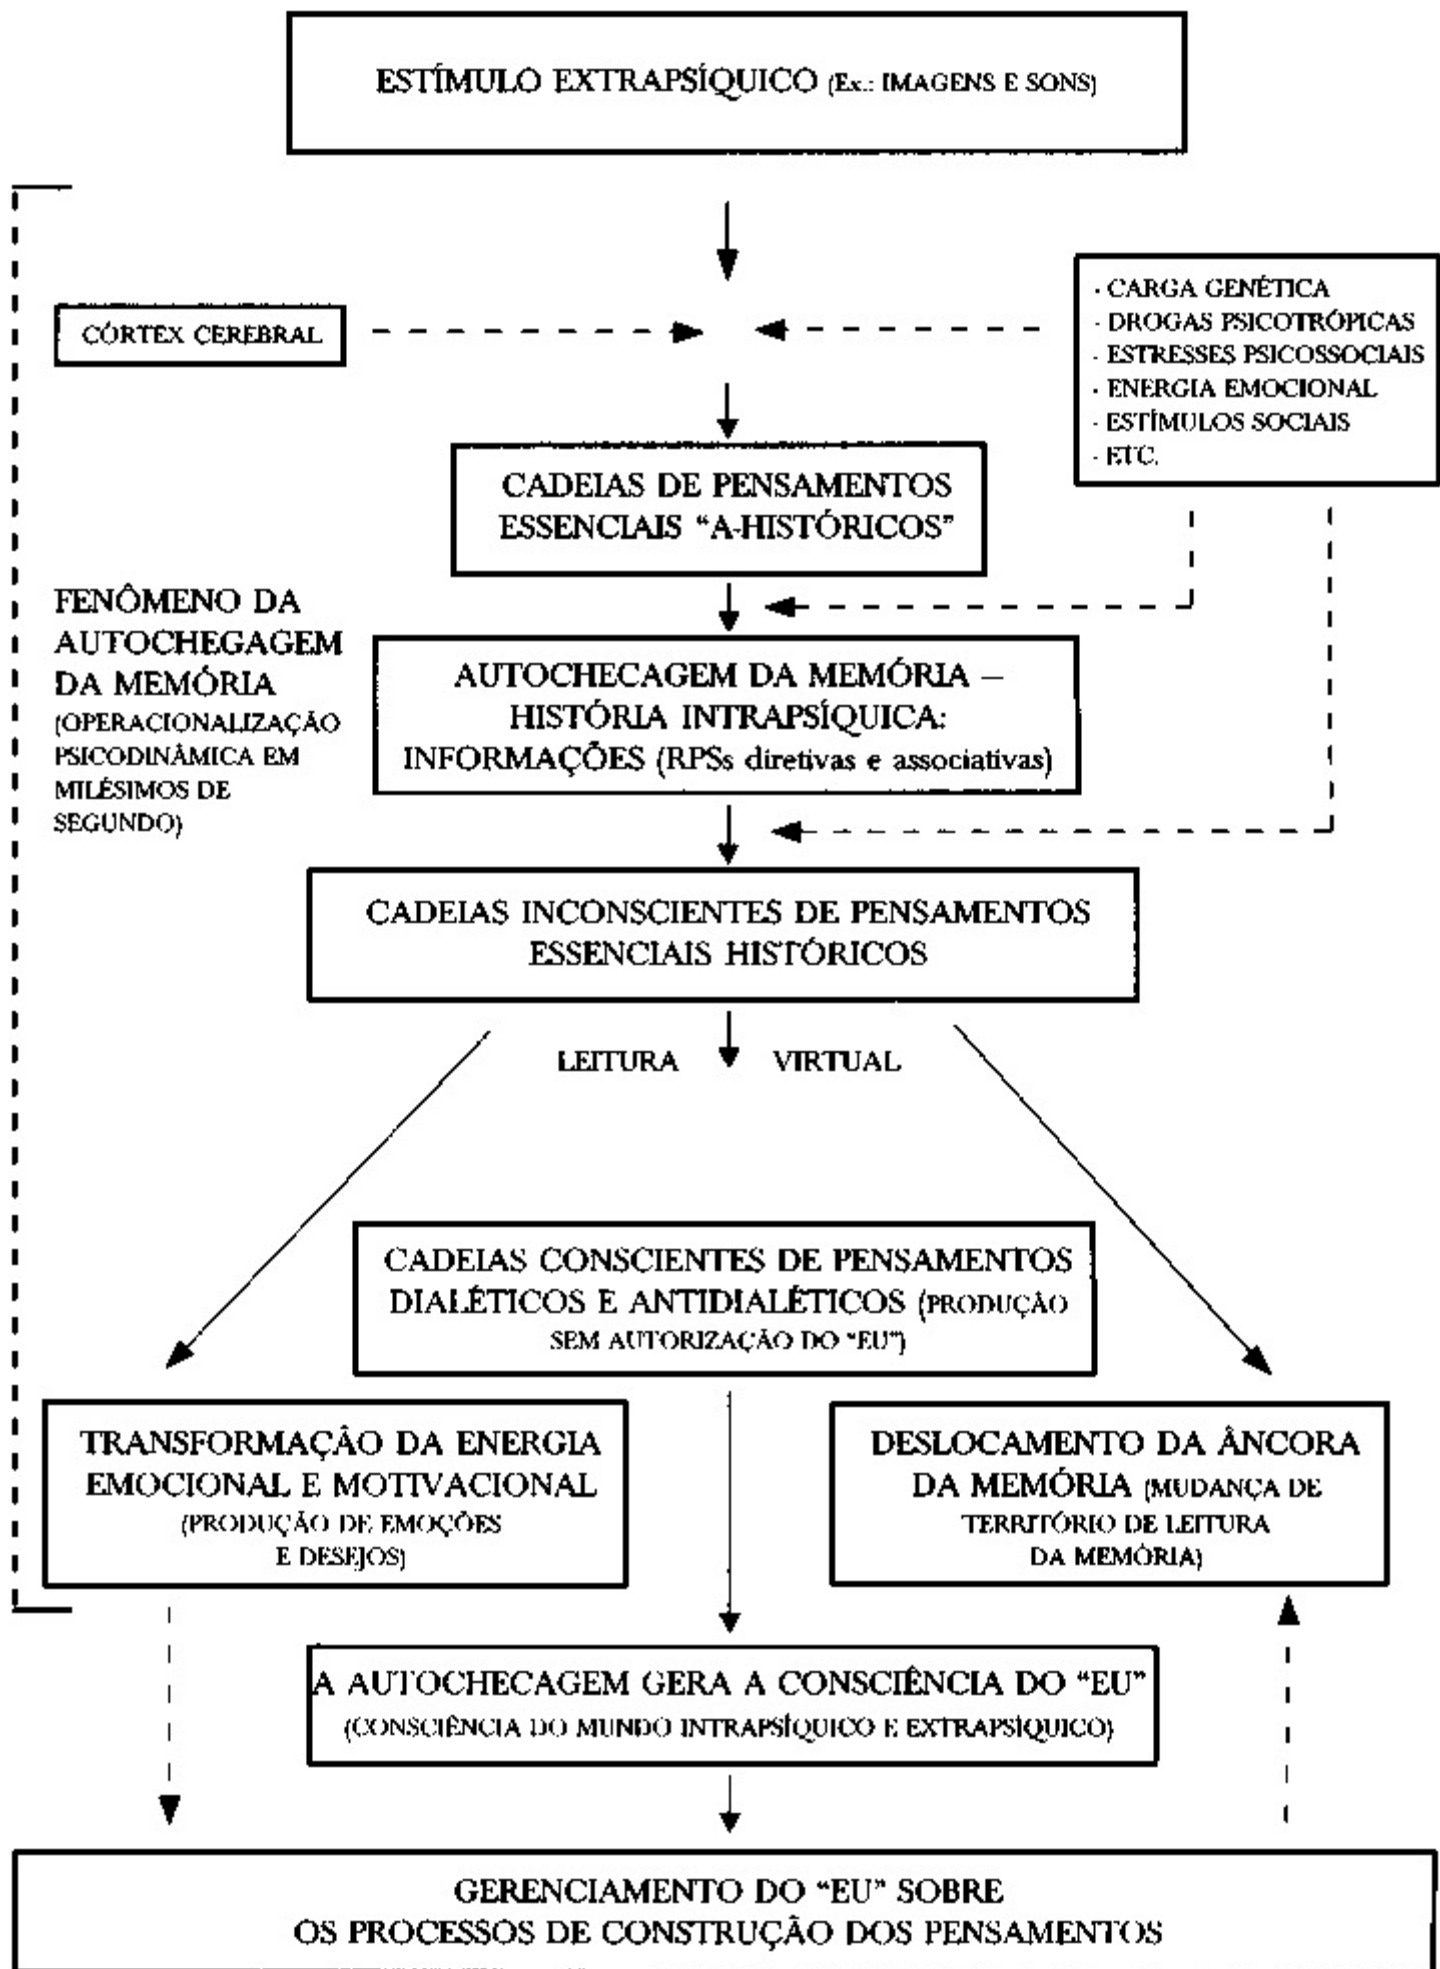 ESTÍMULO EXTRAPSÍQUICO (Ex.: IMAGENS E SONS)
CÓRTEX CEREBRAL
- CARGA GENÉTICA
- DROGAS PSICOTRÓPICAS
- ESTRESSES PSICOSSOCIAIS
- ENERGIA EMOCIONAL
- ESTÍMULOS SOCIAIS
- ETC.
CADEIAS DE PENSAMENTOS
ESSENCIAIS “A-HISTÓRICOS”
FENÔMENO DA
AUTOCHEGAGEM
DA MEMÓRIA
(OPERACIONALIZAÇÃO
PSICODINÂMICA EM
MILÉSIMOS DE
SEGUNDO)
AUTOCHECAGEM DA MEMÓRIA –
HISTÓRIA INTRAPSÍQUICA:
INFORMAÇÕES (RPSs diretivas e associativas)
CADEIAS INCONSCIENTES DE PENSAMENTOS
ESSENCIAIS HISTÓRICOS
LEITURA VIRTUAL
CADEIAS CONSCIENTES DE PENSAMENTOS
DIALÉTICOS E ANTIDIALÉTICOS (PRODUÇÃO
SEM AUTORIZAÇÃO DO “EU”)
TRANSFORMAÇÃO DA ENERGIA
EMOCIONAL E MOTIVACIONAL
(PRODUÇÃO DE EMOÇÕES
E DESEJOS)
DESLOCAMENTO DA ÂNCORA
DA MEMÓRIA (MUDANÇA DE
TERRITÓRIO DE LEITURA
DA MEMÓRIA)
A AUTOCHECAGEM GERA A CONSCIÊNCIA DO “EU”
(CONSCIÊNCIA DO MUNDO INTRAPSÍQUICO E EXTRAPSÍQUICO)
GERENCIAMENTO DO “EU” SOBRE
OS PROCESSOS DE CONSTRUÇÃO DOS PENSAMENTOS